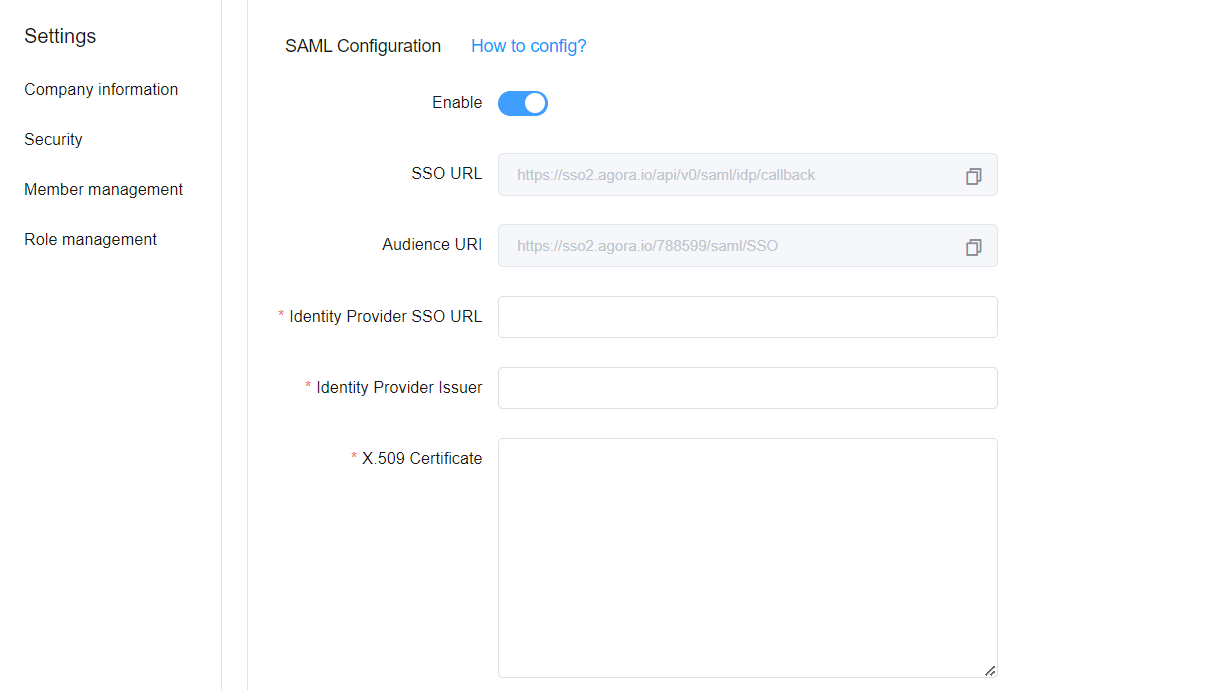 Settings
Company information
Security
Member management
Role management
SAML Configuration How to config?
Enable
SSO URL https://sso2.agora.io/api/v0/saml/idp/callback
Audience URI https://sso2.agora.io/788599/saml/SSO
* Identity Provider SSO URL
* Identity Provider Issuer
* X.509 Certificate